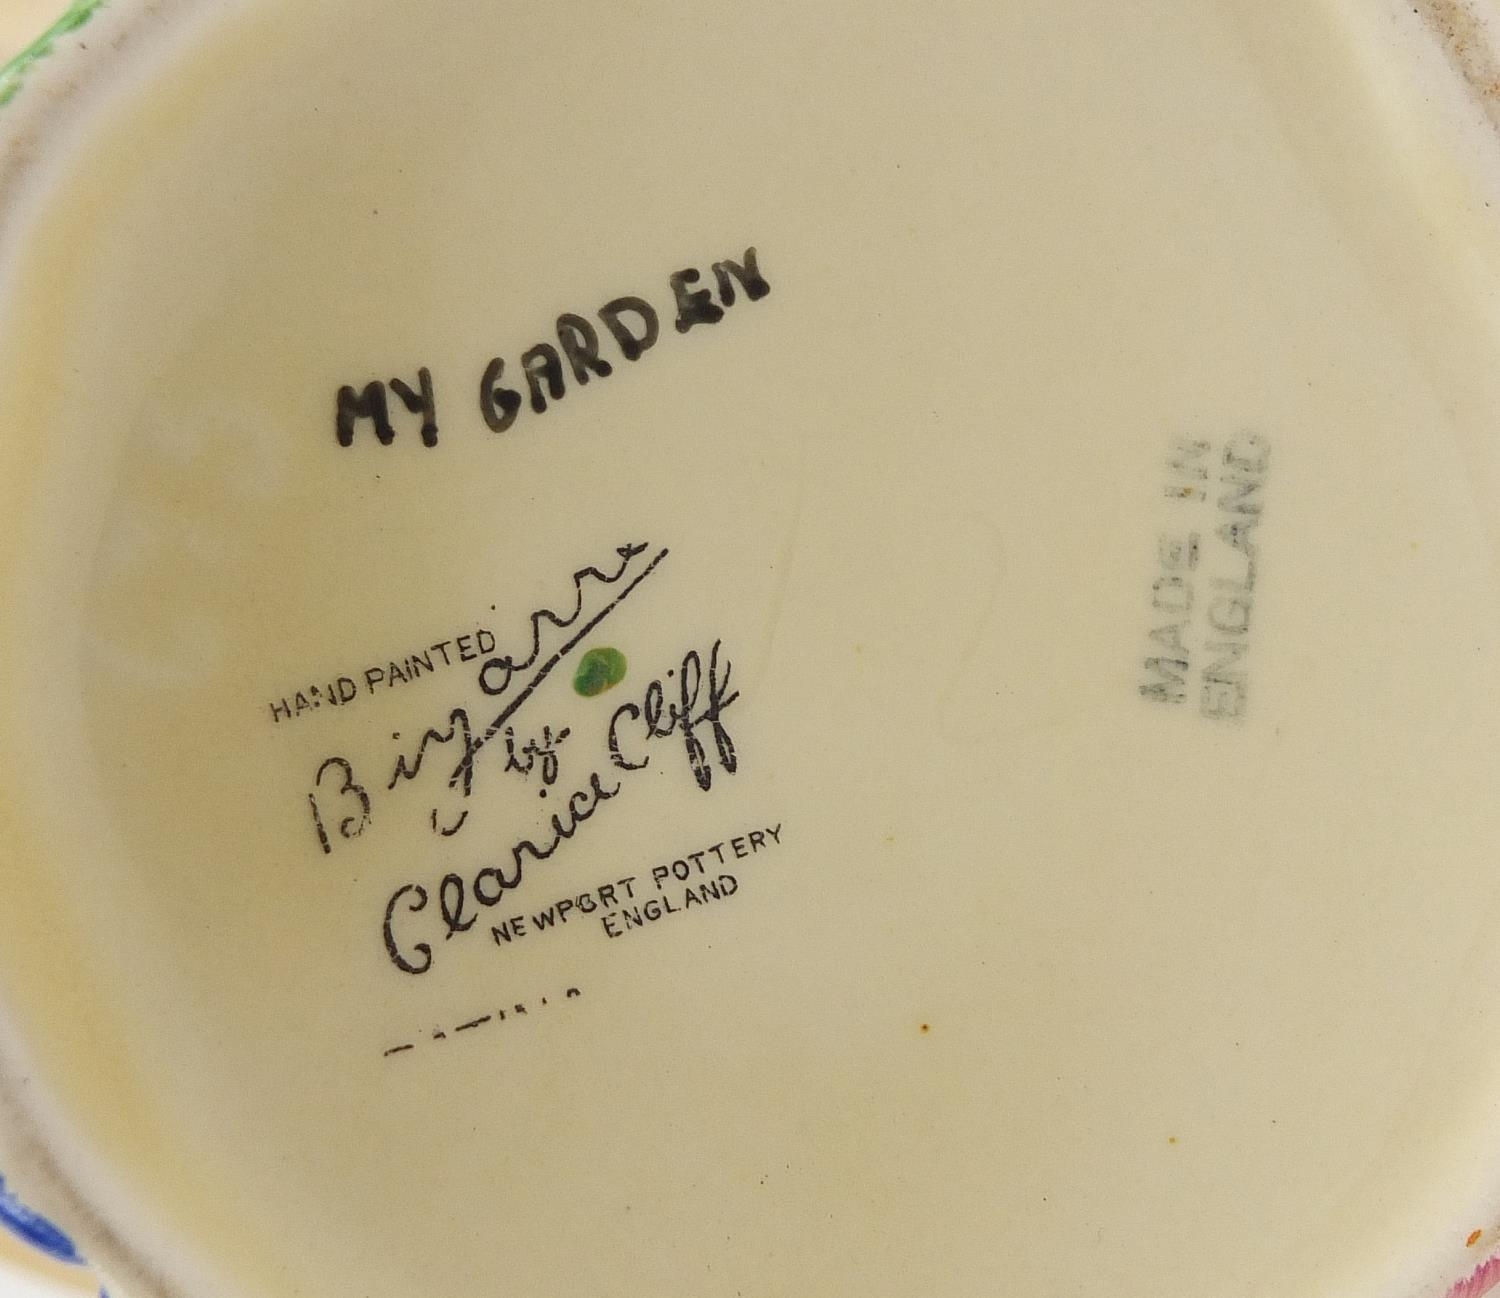 MY GARDEN
HAND PAINTED
Bizarre
by
Clarice Cliff
NEWPORT POTTERY
ENGLAND
MADE IN
ENGLAND